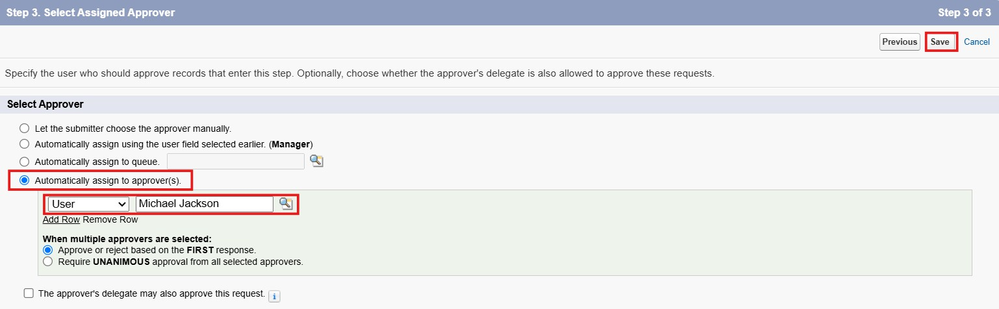 Step 3. Select Assigned Approver Step 3 of 3
Previous Save Cancel
Specify the user who should approve records that enter this step. Optionally, choose whether the approver's delegate is also allowed to approve these requests.
Select Approver
Let the submitter choose the approver manually.
Automatically assign using the user field selected earlier. (Manager)
Automatically assign to queue.
Automatically assign to approver(s).
User Michael Jackson
Add Row Remove Row
When multiple approvers are selected:
Approve or reject based on the FIRST response.
Require UNANIMOUS approval from all selected approvers.
The approver's delegate may also approve this request. i